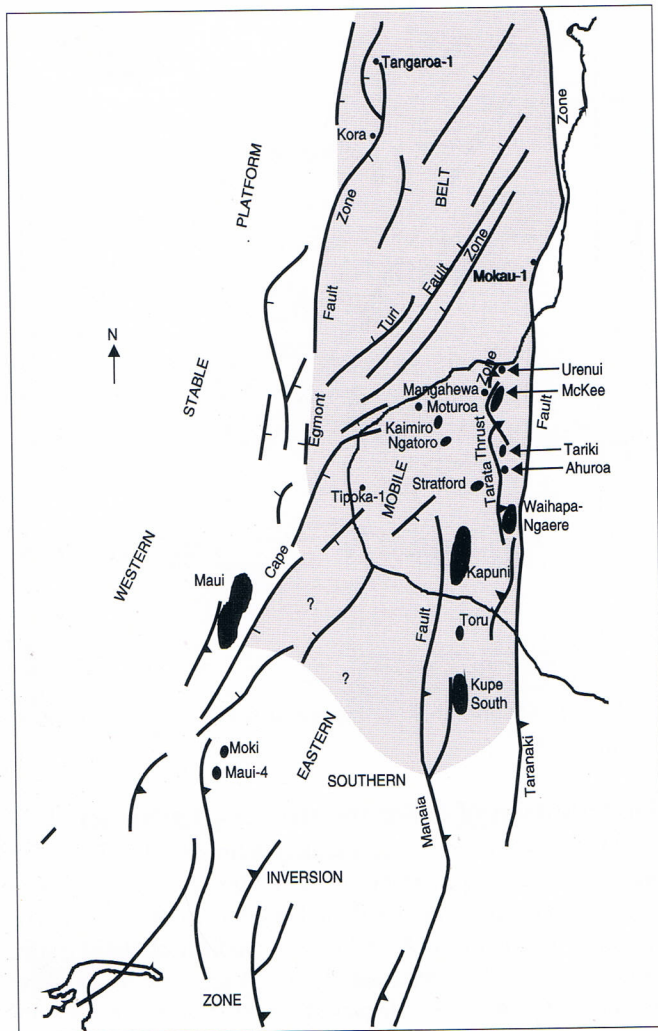 Tangaroa-1
Zone
Kora
PLATFORM
BELT
Zone
Zone
Fault
Mokau-1
Fault
Turi
N
STABLE
Zone
Urenui
Mangahewa
McKee
Moturoa
Egmont
Fault
Kaimiro
Ngatoro
Thrust
Tariki
MOBILE
Stratford
Ahuroa
Tarata
Tipoka-1
Waihapa-
Ngaere
WESTERN
Cape
Maui
Kapuni
?
Fault
Toru
?
Kupe
South
EASTERN
Moki
Maui-4
SOUTHERN
Taranaki
Manaia
INVERSION
ZONE